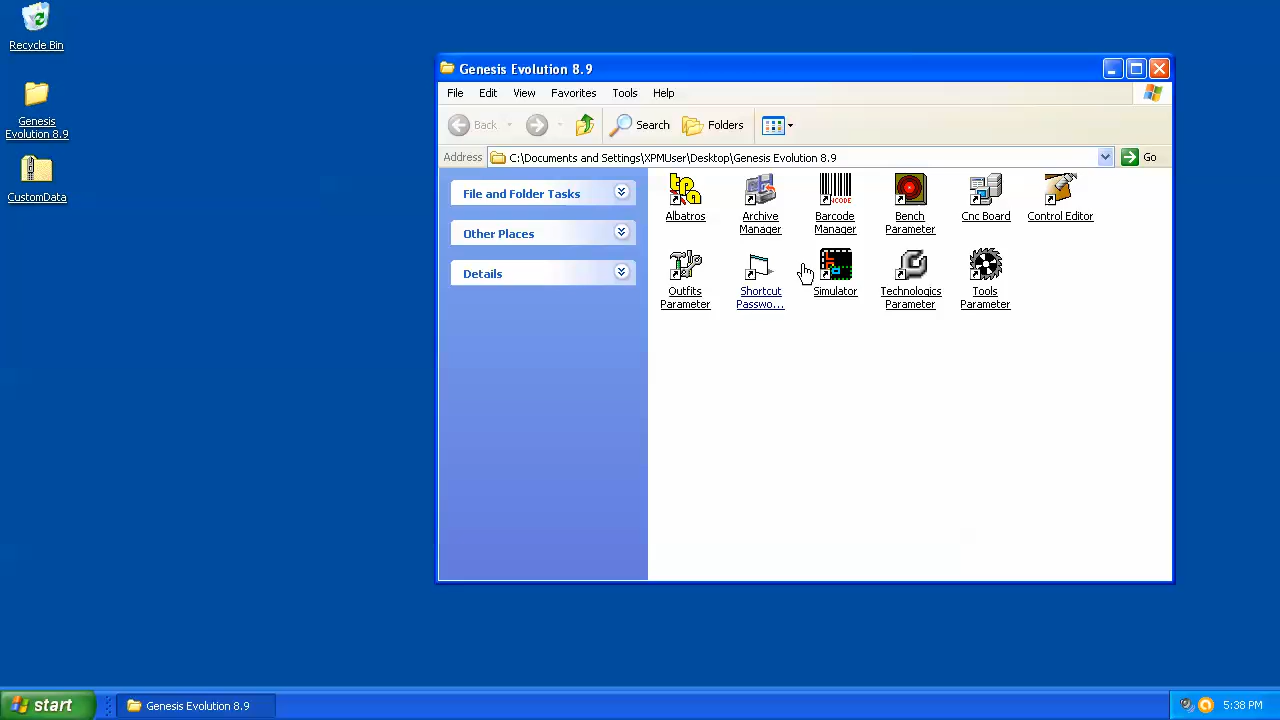 Recycle Bin
Genesis
Evolution 8.9
CustomData
Genesis Evolution 8.9
File Edit View Favorites Tools Help
Back Search Folders
Address C:\Documents and Settings\XPMUser\Desktop\Genesis Evolution 8.9 Go
File and Folder Tasks
Other Places
Details
Albatros
Archive
Manager
Barcode
Manager
Bench
Parameter
Cnc Board
Control Editor
Outfits
Parameter
Shortcut
Passwo...
Simulator
Technologics
Parameter
Tools
Parameter
start Genesis Evolution 8.9 5:38 PM